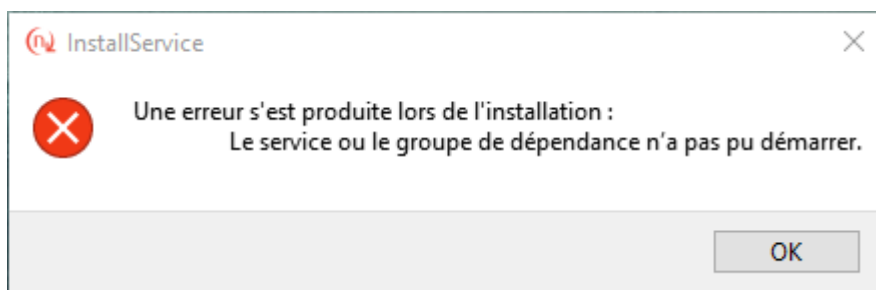 InstallService
Une erreur s'est produite lors de l'installation :
Le service ou le groupe de dépendance n’a pas pu démarrer.
OK